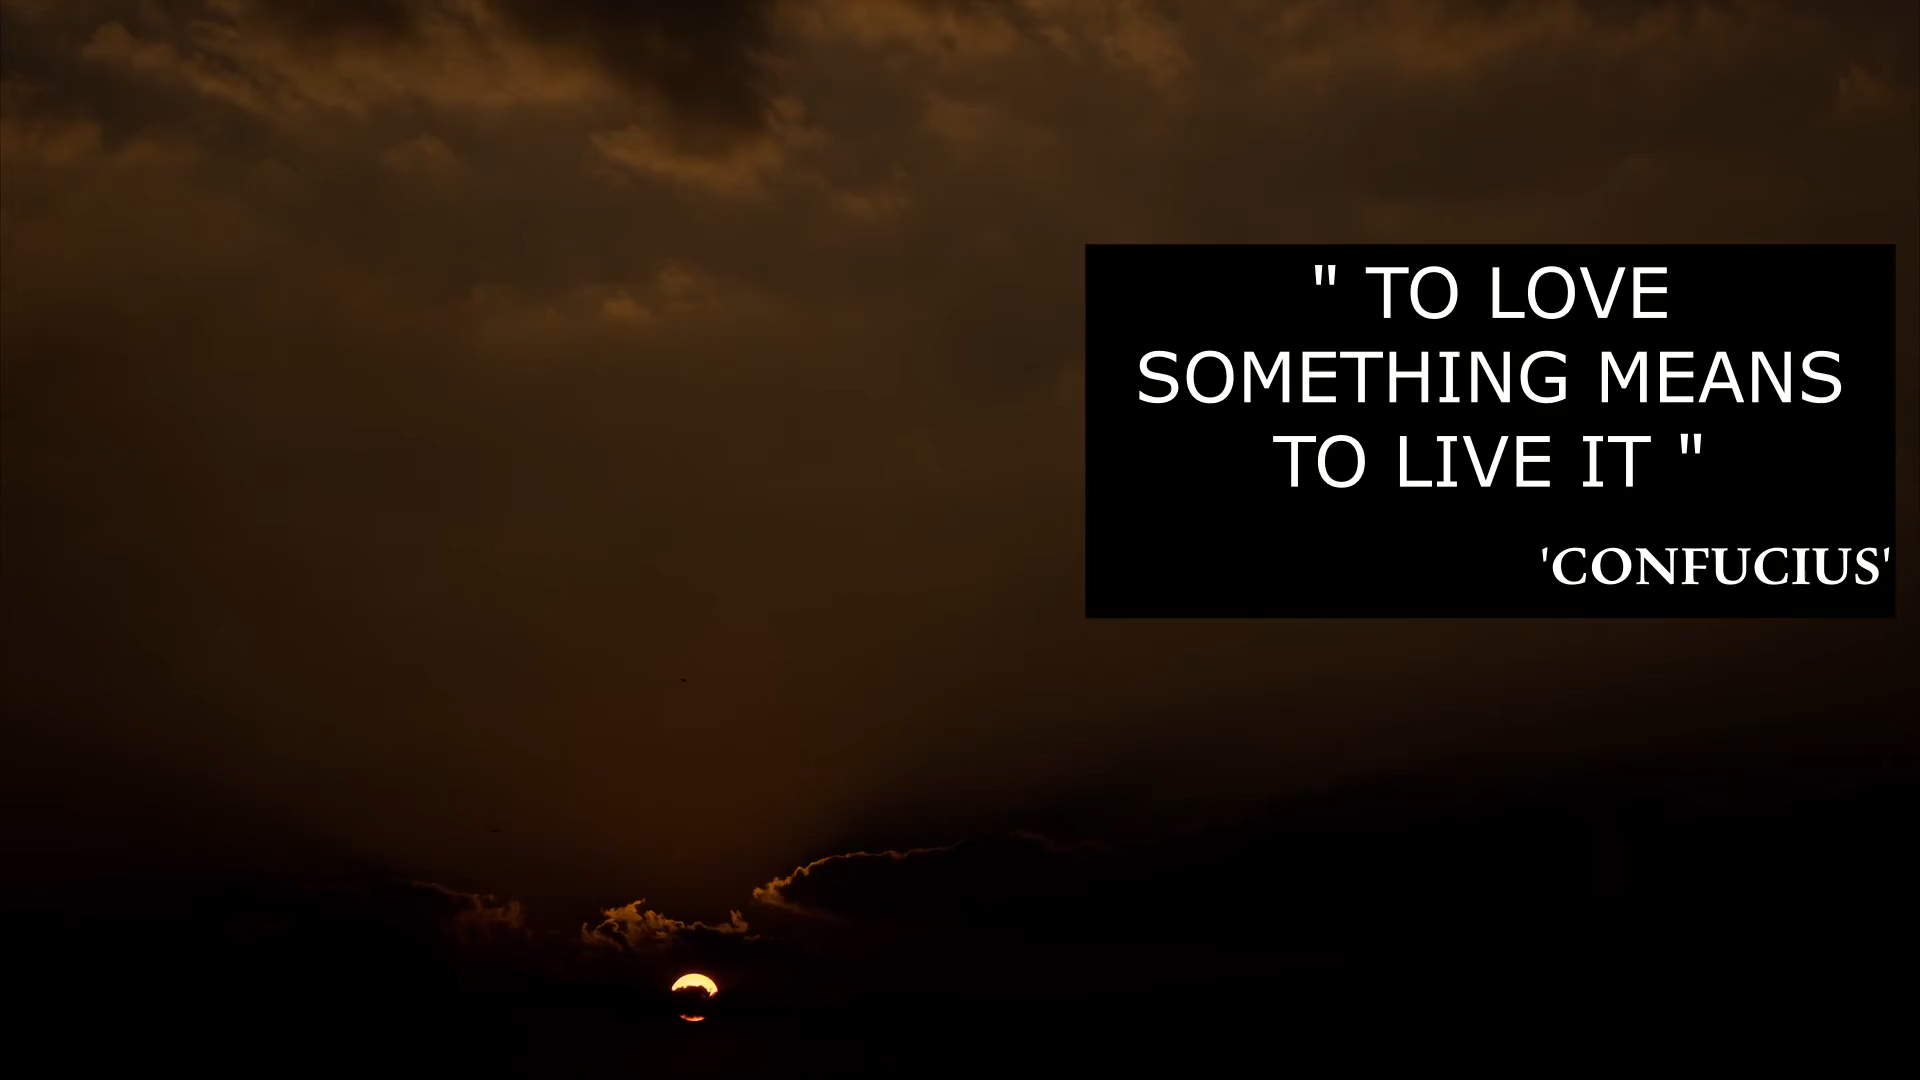 " TO LOVE
SOMETHING MEANS
TO LIVE IT "
'CONFUCIUS'